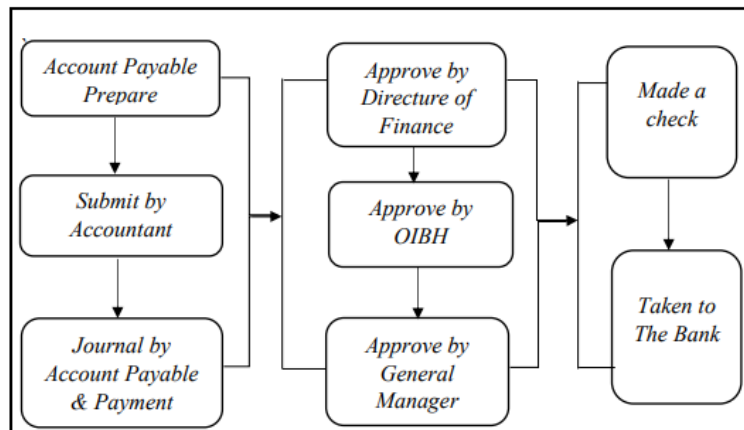 Account Payable
Prepare
Submit by
Accountant
Journal by
Account Payable
& Payment
Approve by
Directure of
Finance
Approve by
OIBH
Approve by
General
Manager
Made a
check
Taken to
The Bank